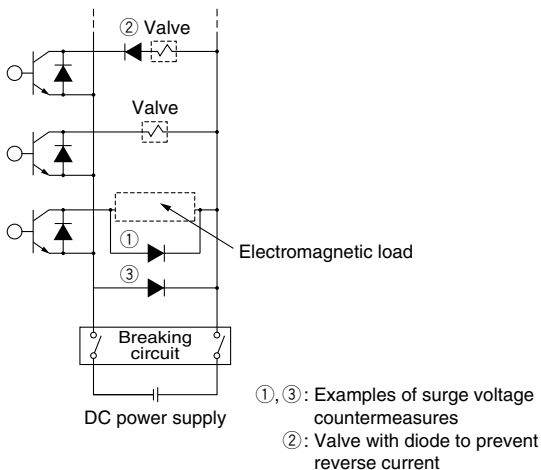 ② Valve
Valve
①
Electromagnetic load
③
Breaking
circuit
DC power supply
①, ③: Examples of surge voltage
countermeasures
②: Valve with diode to prevent
reverse current